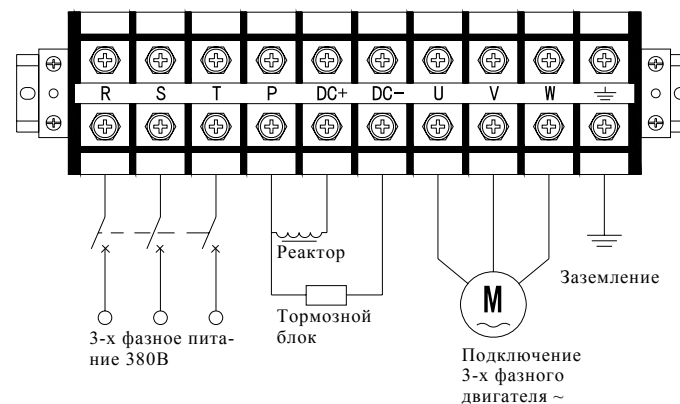 R S T P DC+ DC- U V W
Реактор
Заземление
Тормозной
блок
M
3-х фазное пита-
ние 380В
Подключение
3-х фазного
двигателя ~